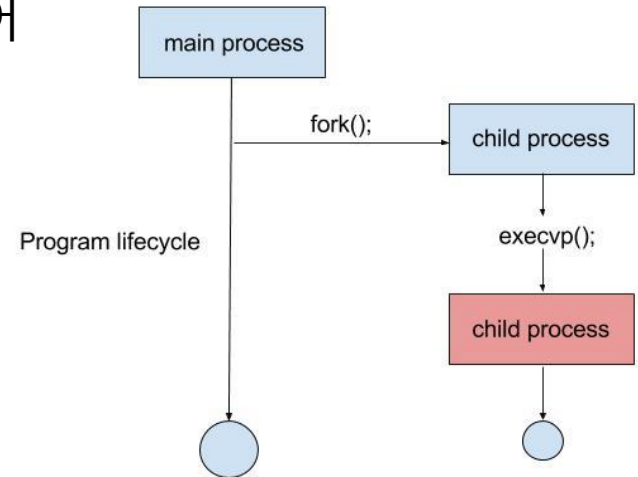 main process
fork();
child process
Program lifecycle
execvp();
child process